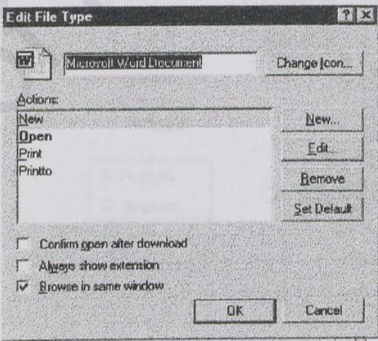 Edit File Type
Microsoft Word Document
Change Icon...
Actions:
New
Open
Print
Printto
New...
Edit...
Remove
Set Default
Confirm open after download
Always show extension
Browse in same window
OK
Cancel